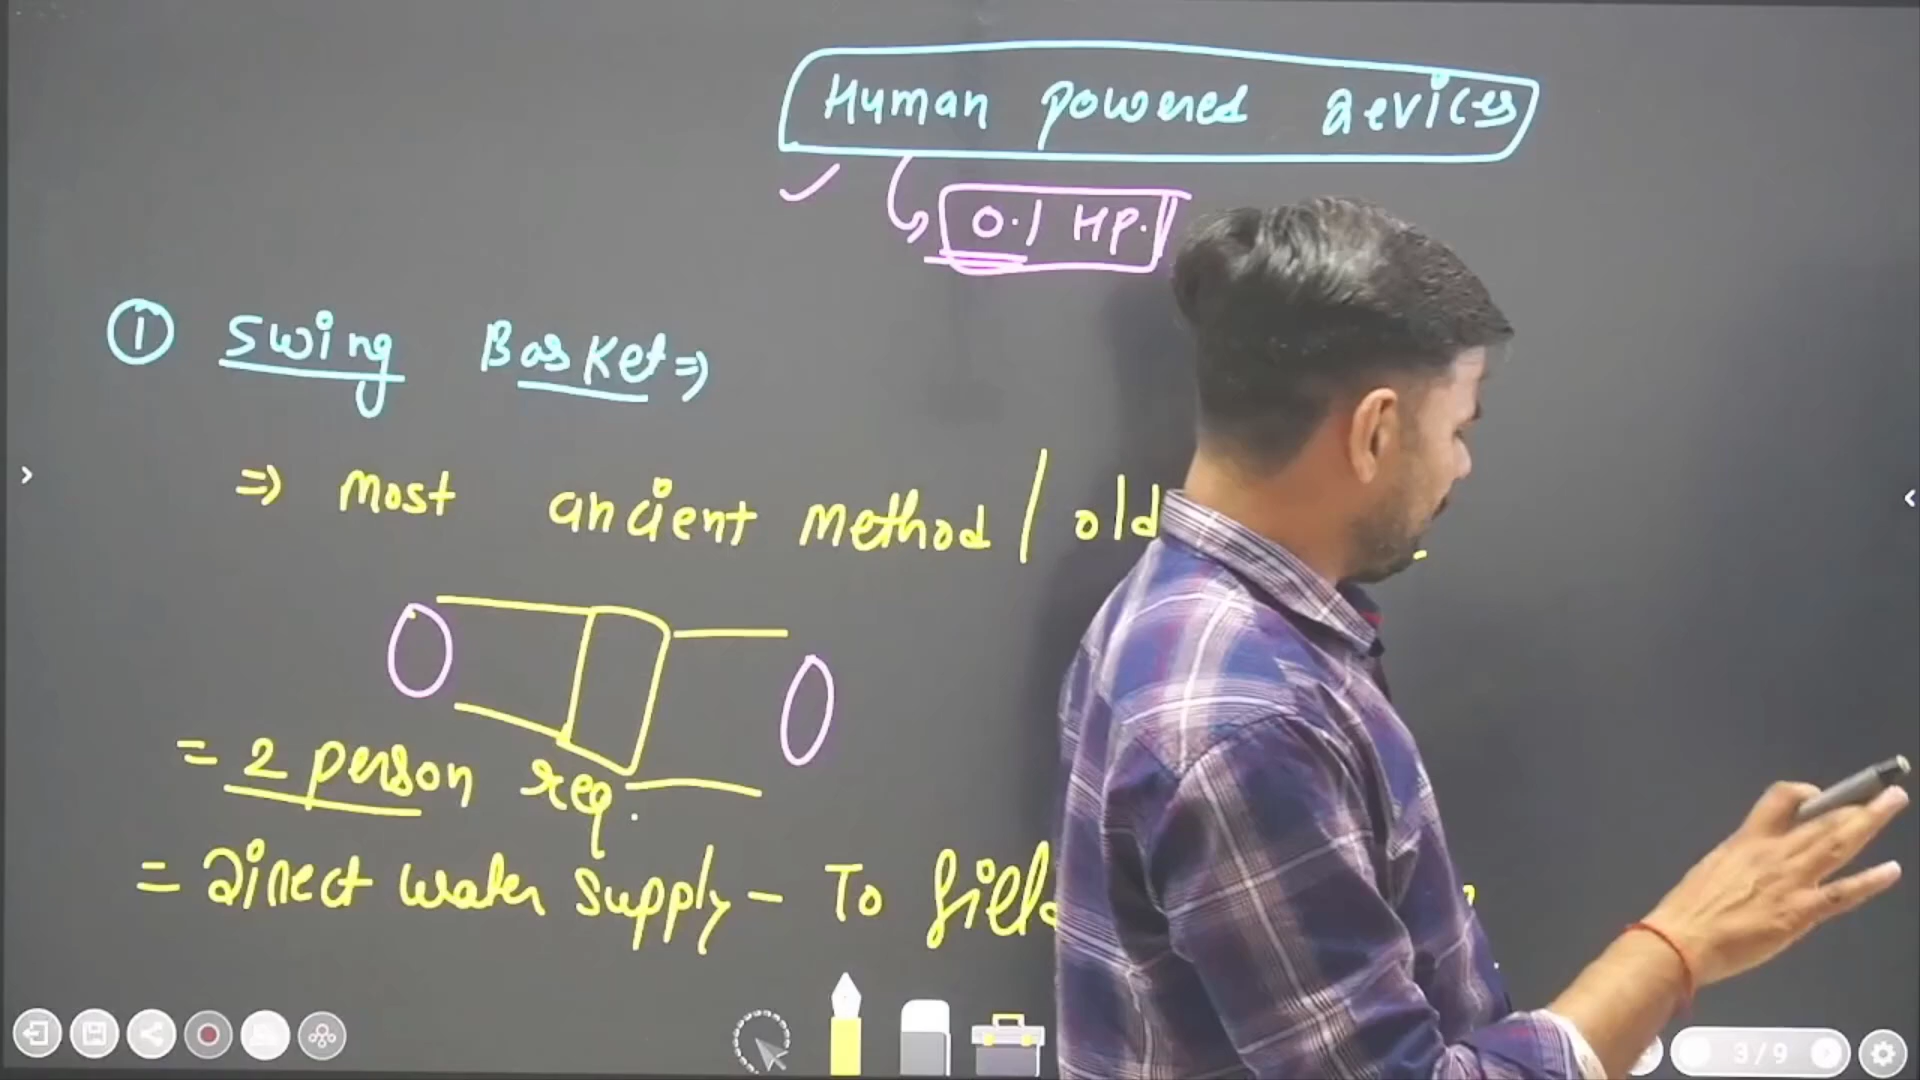 Human powered devices
0.1 HP.
① Swing Basket ⇒
⇒ most ancient method / old
= 2 person req.
= Direct water supply - To
3/9